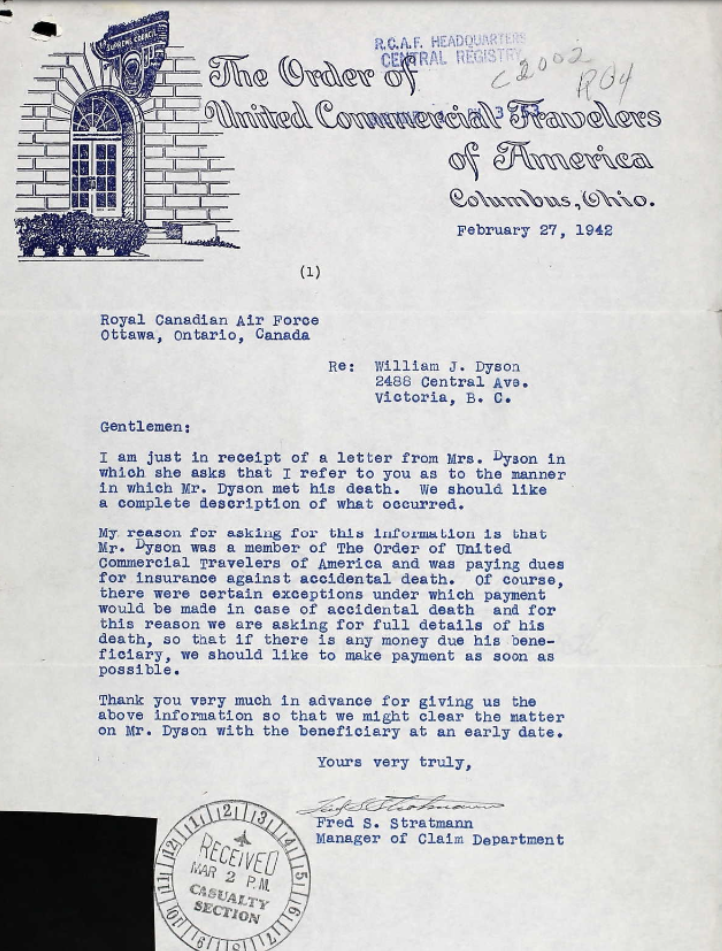 SUPREME COUNCIL
R.C.A.F. HEADQUARTERS
CENTRAL REGISTRY
C2002
R04
The Order of
United Commercial Travelers
of America
Columbus, Ohio.
February 27, 1942
(1)
Royal Canadian Air Force
Ottawa, Ontario, Canada
Re: William J. Dyson
2488 Central Ave.
Victoria, B. C.
Gentlemen:
I am just in receipt of a letter from Mrs. Dyson in
which she asks that I refer to you as to the manner
in which Mr. Dyson met his death. We should like
a complete description of what occurred.
My reason for asking for this information is that
Mr. Dyson was a member of The Order of United
Commercial Travelers of America and was paying dues
for insurance against accidental death. Of course,
there were certain exceptions under which payment
would be made in case of accidental death and for
this reason we are asking for full details of his
death, so that if there is any money due his bene-
ficiary, we should like to make payment as soon as
possible.
Thank you very much in advance for giving us the
above information so that we might clear the matter
on Mr. Dyson with the beneficiary at an early date.
Yours very truly,
Fred S. Stratmann
Fred S. Stratmann
Manager of Claim Department
RECEIVED
MAR 2 P.M.
CASUALTY
SECTION